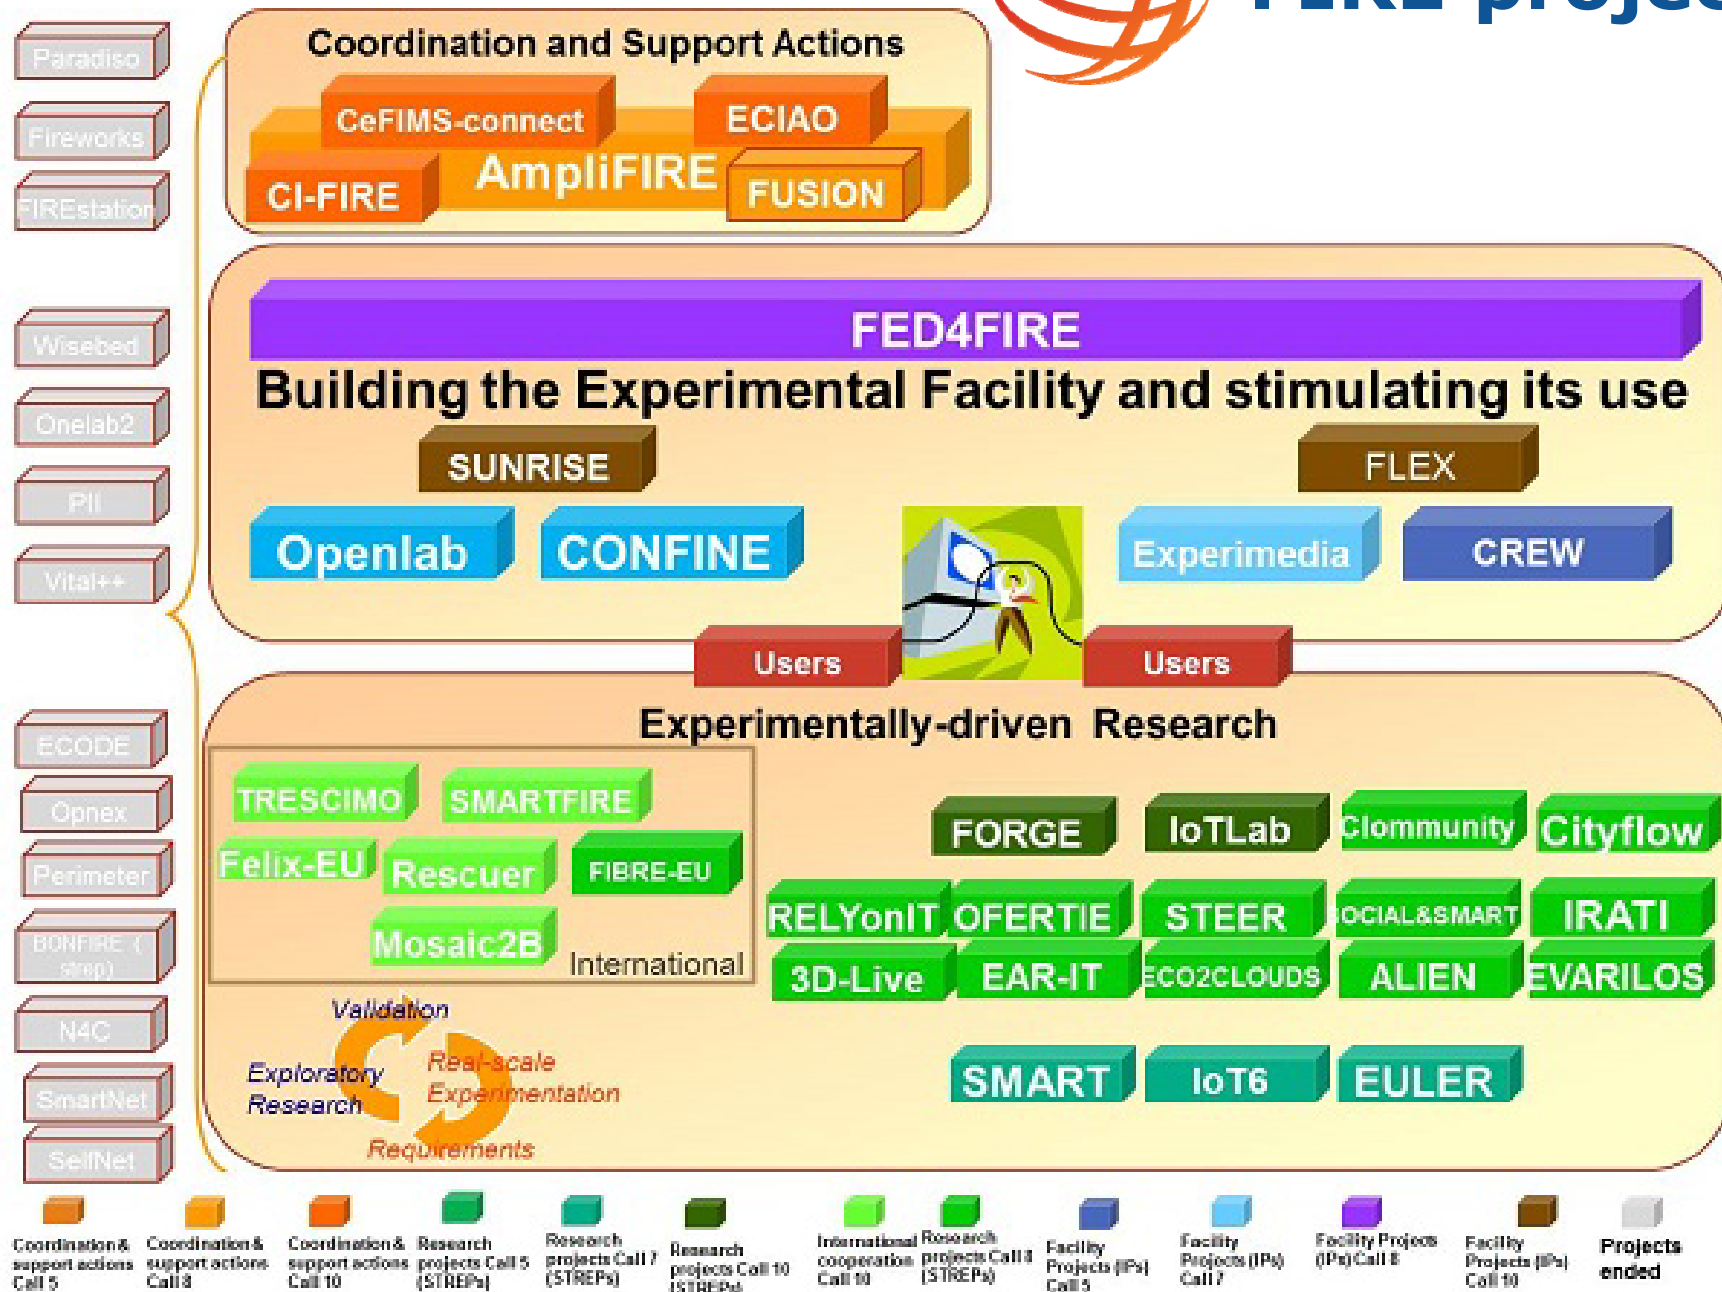 FIRE projec
Coordination and Support Actions
CeFIMS-connect
ECIAO
AmpliFIRE
CI-FIRE
FUSION
Paradiso
Fireworks
FIREstation
FED4FIRE
Building the Experimental Facility and stimulating its use
SUNRISE
FLEX
Openlab
CONFINE
Experimedia
CREW
Wisebed
Onelab2
PII
Vital++
Users
Users
Experimentally-driven Research
TRESCIMO
SMARTFIRE
Felix-EU
Rescuer
FIBRE-EU
Mosaic2B
International
FORGE
IoTLab
Clommunity
Cityflow
RELYonIT
OFERTIE
STEER
SOCIAL&SMART
IRATI
3D-Live
EAR-IT
ECO2CLOUDS
ALIEN
EVARILOS
SMART
IoT6
EULER
Validation
Exploratory
Research
Real-scale
Experimentation
Requirements
ECODE
Opnex
Perimeter
BONFIRE (
strep)
N4C
SmartNet
SelfNet
Coordination &
support actions
Call 5
Coordination &
support actions
Call 8
Coordination &
support actions
Call 10
Research
projects Call 5
(STREPs)
Research
projects Call 7
(STREPs)
Research
projects Call 10
(STREPs)
International
cooperation
Call 10
Research
projects Call 8
(STREPs)
Facility
Projects (IPs)
Call 5
Facility
Projects (IPs)
Call 7
Facility Projects
(IPs) Call 8
Facility
Projects (IPs)
Call 10
Projects
ended